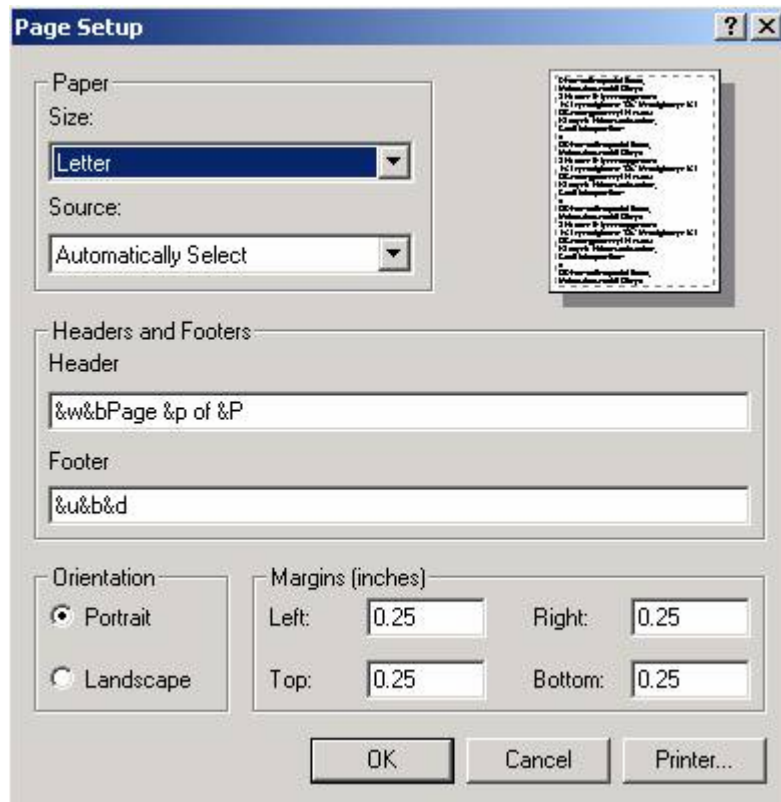 Page Setup
Paper
Size:
Letter
Source:
Automatically Select
Headers and Footers
Header
&w&bPage &p of &P
Footer
&u&b&d
Orientation
Portrait
Landscape
Margins (inches)
Left: 0.25 Right: 0.25
Top: 0.25 Bottom: 0.25
OK Cancel Printer...